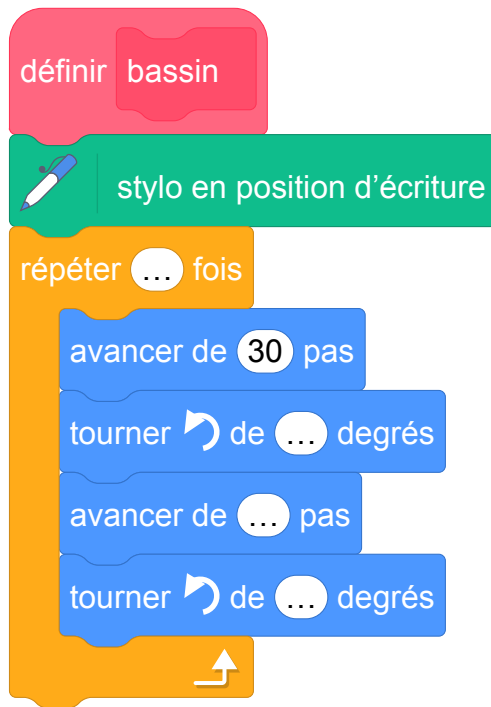 définir bassin
stylo en position d’écriture
répéter ... fois
avancer de 30 pas
tourner de ... degrés
avancer de ... pas
tourner de ... degrés